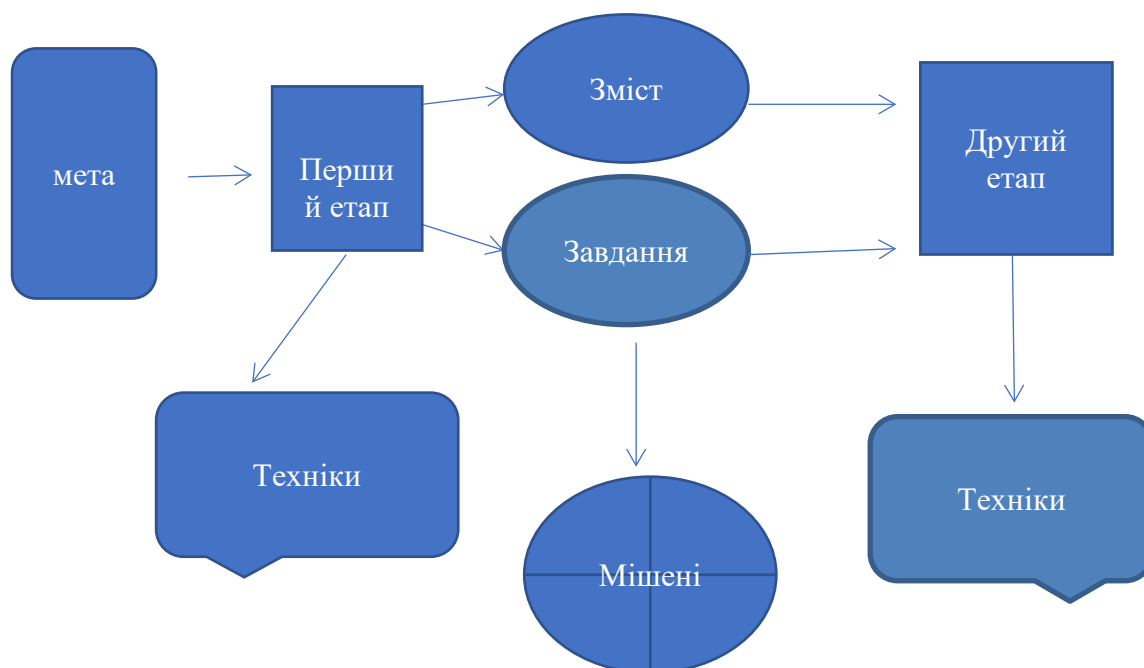 мета
Перши
й етап
Зміст
Завдання
Другий
етап
Техніки
Мішені
Техніки